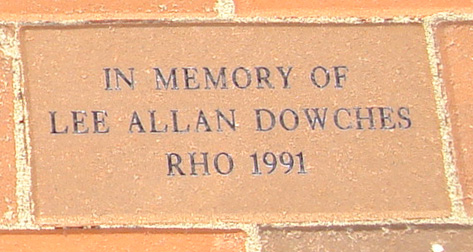 IN MEMORY OF
LEE ALLAN DOWCHES
RHO 1991